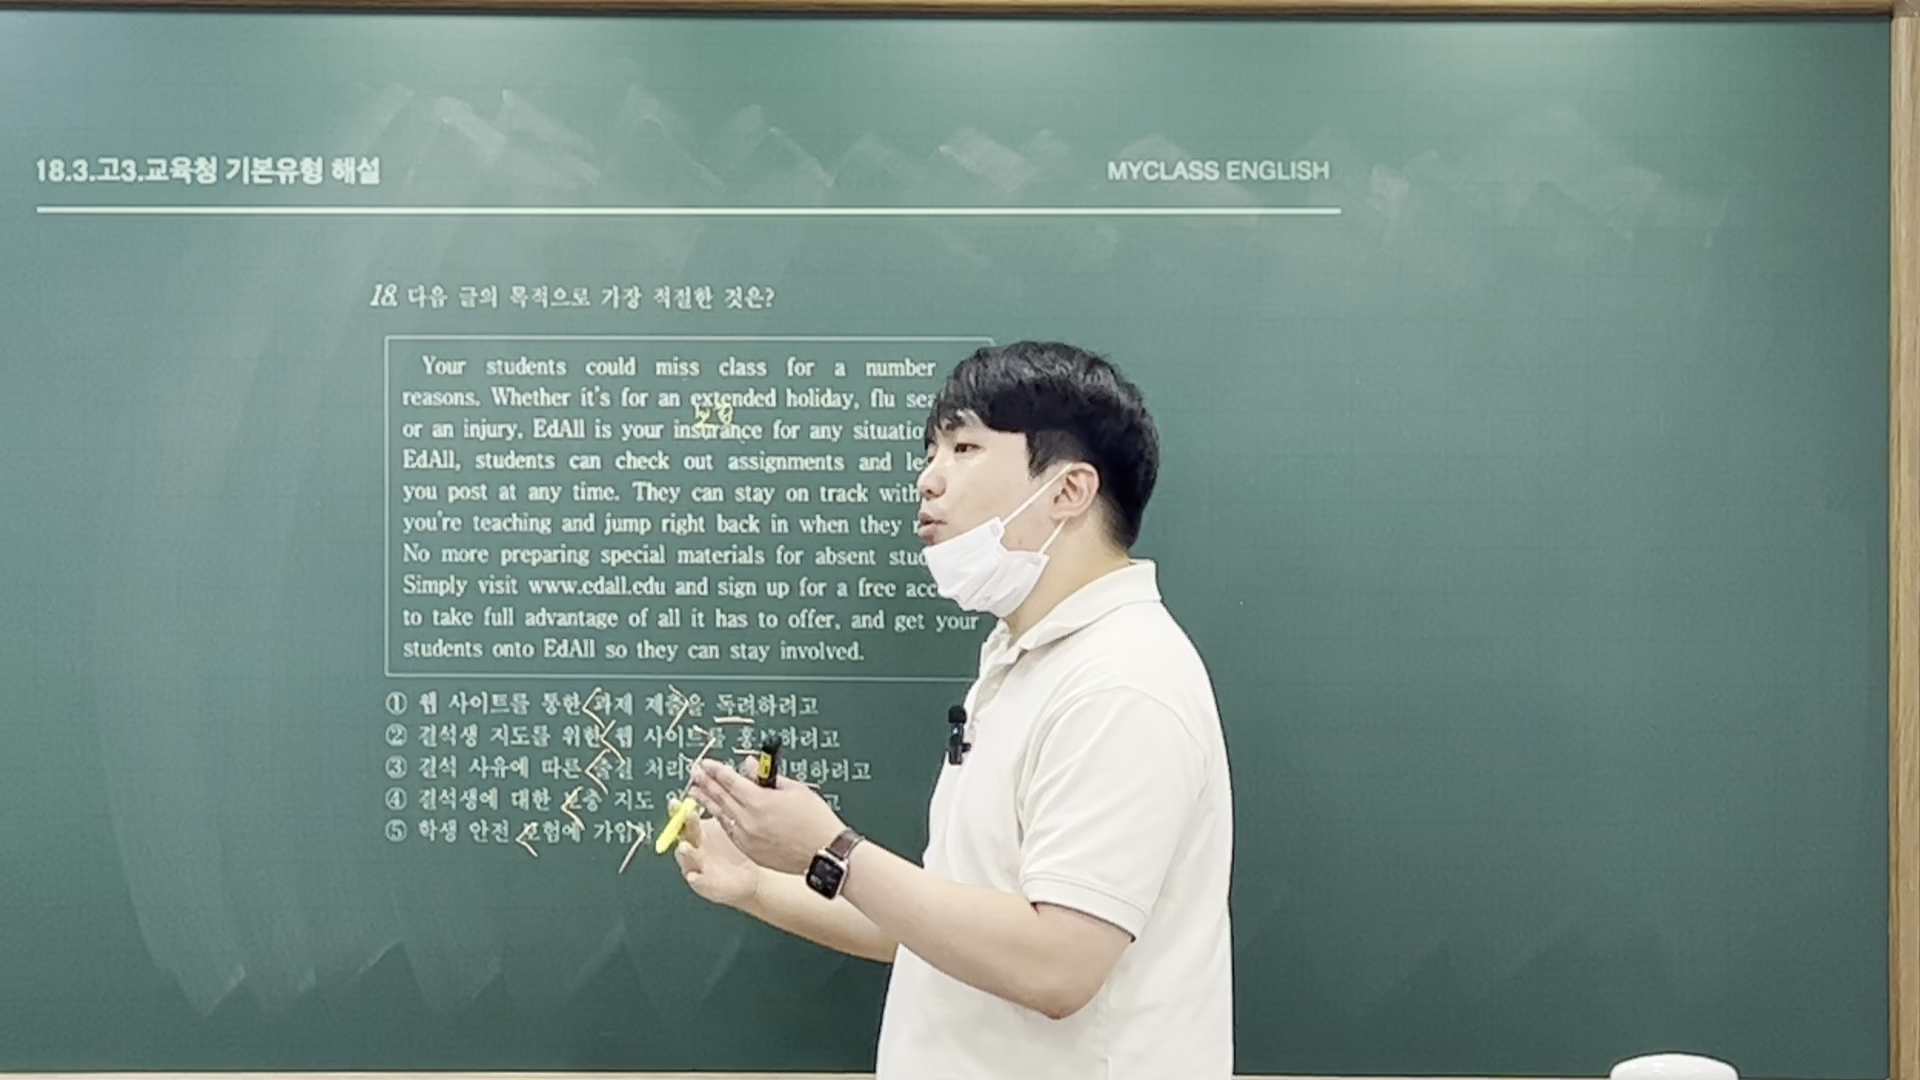 18.3.고3.교육청 기본유형 해설
MYCLASS ENGLISH
18. 다음 글의 목적으로 가장 적절한 것은?
Your students could miss class for a number
reasons. Whether it's for an extended holiday, flu
보험
or an injury, EdAll is your insurance for any
EdAll, students can check out assignments and
you post at any time. They can stay on track
you're teaching and jump right back in when they
No more preparing special materials for absent
Simply visit www.edall.edu and sign up for a free
to take full advantage of all it has to offer, and get your
students onto EdAll so they can stay involved.
① 웹 사이트를 통한 과제 제출을 독려하려고
② 결석생 지도를 위한 웹 사이트를 홍보하려고
③ 결석 사유에 따른 출결 처리
④ 결석생에 대한 보충 지도
⑤ 학생 안전 보험에 가입할